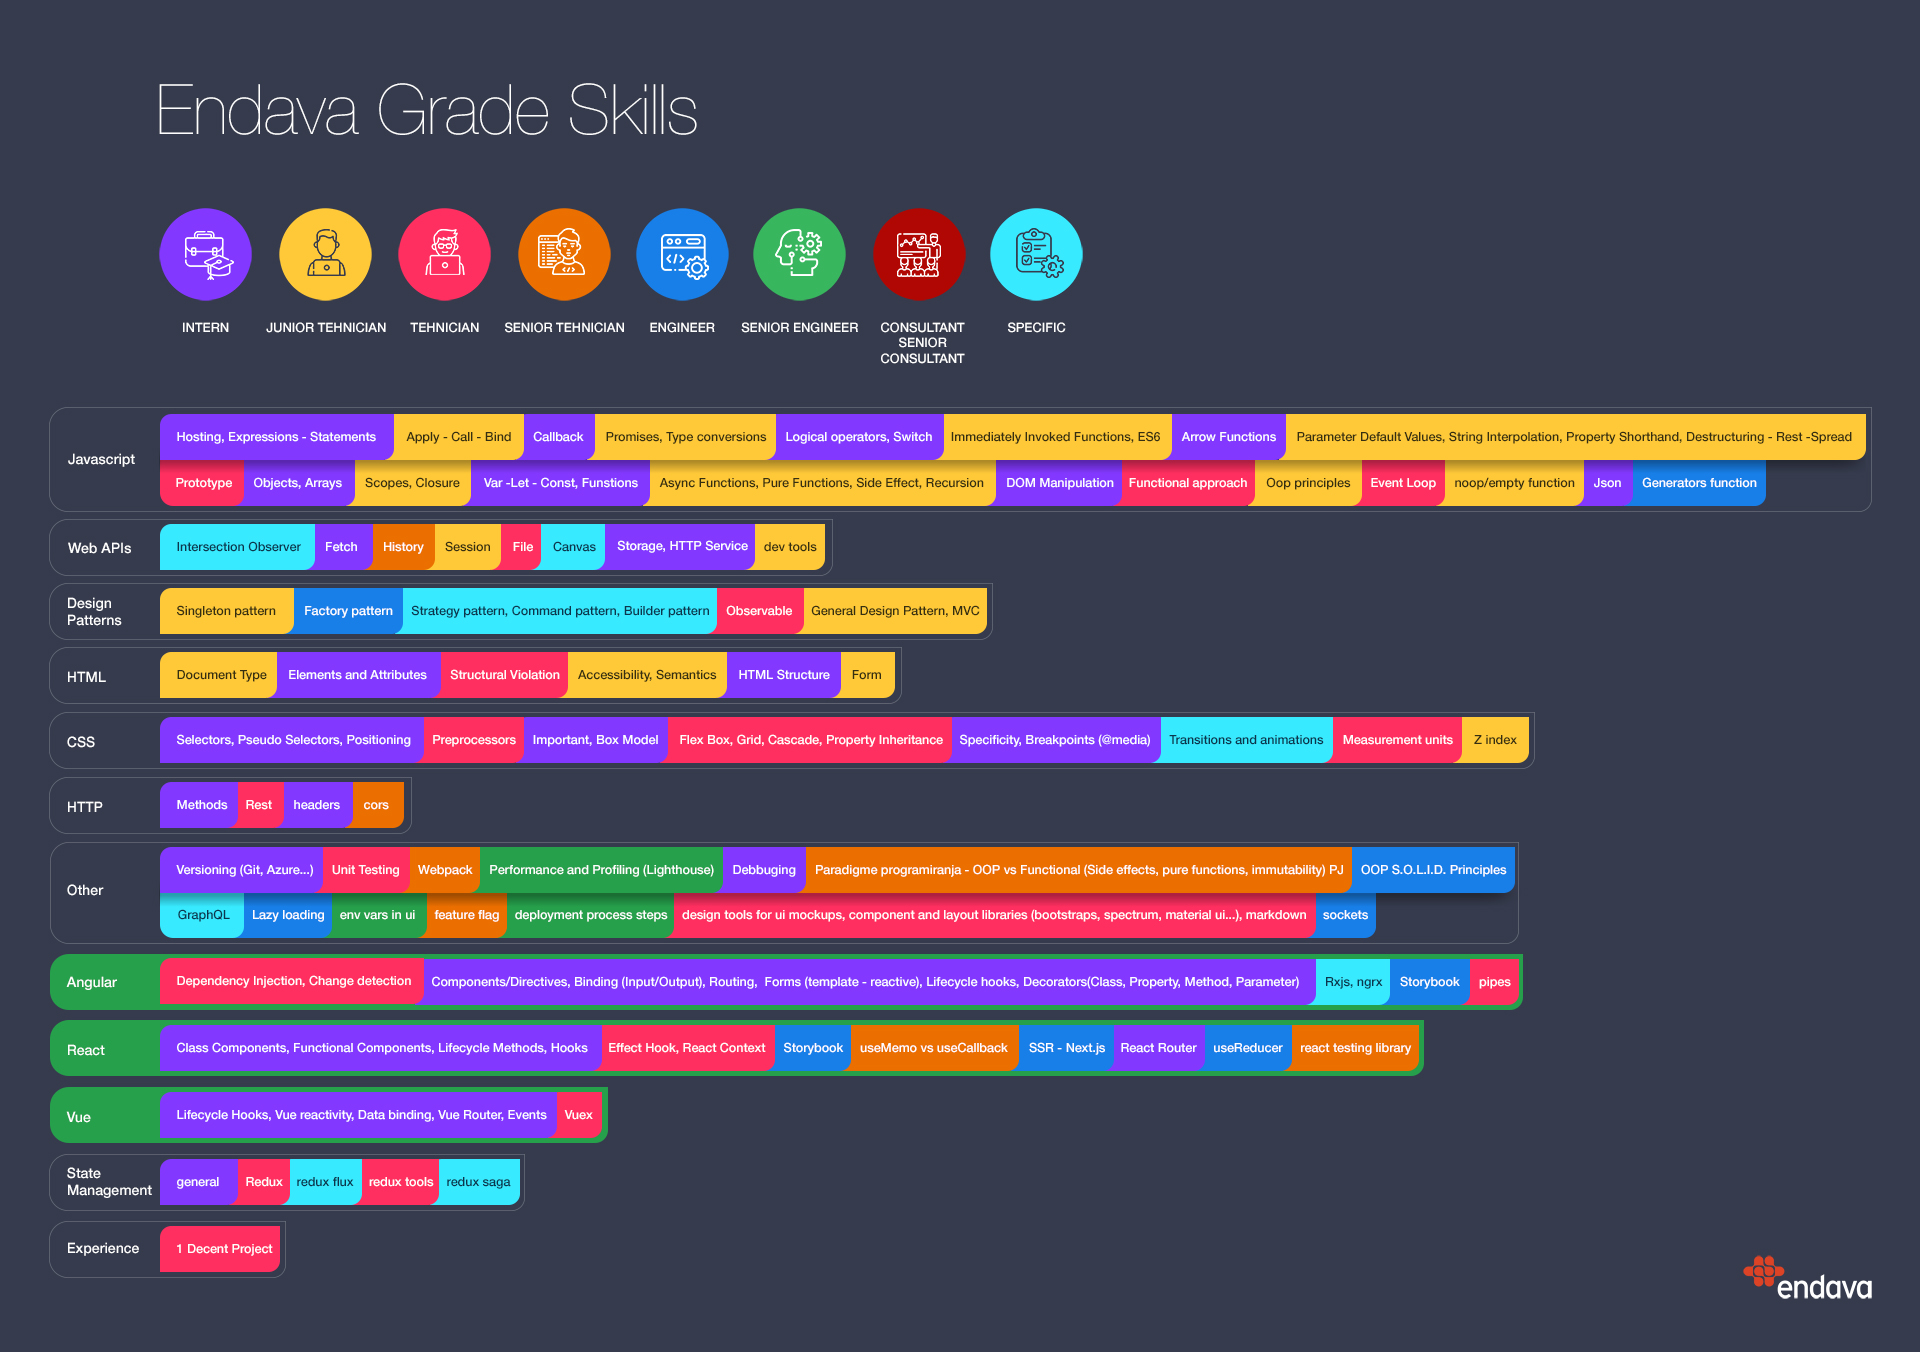 Endava Grade Skills
INTERN
JUNIOR TEHNICIAN
TEHNICIAN
SENIOR TEHNICIAN
ENGINEER
SENIOR ENGINEER
CONSULTANT
SENIOR
CONSULTANT
SPECIFIC
Javascript
Hosting, Expressions - Statements
Apply - Call - Bind
Callback
Promises, Type conversions
Logical operators, Switch
Immediately Invoked Functions, ES6
Arrow Functions
Parameter Default Values, String Interpolation, Property Shorthand, Destructuring - Rest -Spread
Prototype
Objects, Arrays
Scopes, Closure
Var -Let - Const, Funstions
Async Functions, Pure Functions, Side Effect, Recursion
DOM Manipulation
Functional approach
Oop principles
Event Loop
noop/empty function
Json
Generators function
Web APIs
Intersection Observer
Fetch
History
Session
File
Canvas
Storage, HTTP Service
dev tools
Design
Patterns
Singleton pattern
Factory pattern
Strategy pattern, Command pattern, Builder pattern
Observable
General Design Pattern, MVC
HTML
Document Type
Elements and Attributes
Structural Violation
Accessibility, Semantics
HTML Structure
Form
CSS
Selectors, Pseudo Selectors, Positioning
Preprocessors
Important, Box Model
Flex Box, Grid, Cascade, Property Inheritance
Specificity, Breakpoints (@media)
Transitions and animations
Measurement units
Z index
HTTP
Methods
Rest
headers
cors
Other
Versioning (Git, Azure...)
Unit Testing
Webpack
Performance and Profiling (Lighthouse)
Debbuging
Paradigme programiranja - OOP vs Functional (Side effects, pure functions, immutability) PJ
OOP S.O.L.I.D. Principles
GraphQL
Lazy loading
env vars in ui
feature flag
deployment process steps
design tools for ui mockups, component and layout libraries (bootstraps, spectrum, material ui...), markdown
sockets
Angular
Dependency Injection, Change detection
Components/Directives, Binding (Input/Output), Routing, Forms (template - reactive), Lifecycle hooks, Decorators(Class, Property, Method, Parameter)
Rxjs, ngrx
Storybook
pipes
React
Class Components, Functional Components, Lifecycle Methods, Hooks
Effect Hook, React Context
Storybook
useMemo vs useCallback
SSR - Next.js
React Router
useReducer
react testing library
Vue
Lifecycle Hooks, Vue reactivity, Data binding, Vue Router, Events
Vuex
State
Management
general
Redux
redux flux
redux tools
redux saga
Experience
1 Decent Project
endava